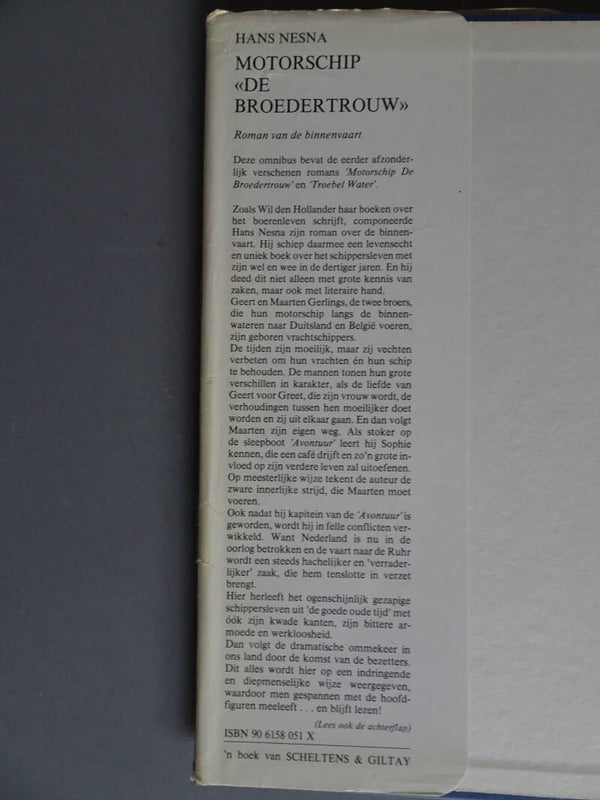 HANS NESNA
MOTORSCHIP
«DE
BROEDERTROUW»
Roman van de binnenvaart
Deze omnibus bevat de eerder afzonder-
lijk verschenen romans 'Motorschip De
Broedertrouw' en 'Troebel Water'.
Zoals Wil den Hollander haar boeken over
het boerenleven schrijft, componeerde
Hans Nesna zijn roman over de binnen-
vaart. Hij schiep daarmee een levensecht
en uniek boek over het schippersleven met
zijn wel en wee in de dertiger jaren. En hij
deed dit niet alleen met grote kennis van
zaken, maar ook met literaire hand.
Geert en Maarten Gerlings, de twee broers,
die hun motorschip langs de binnen-
wateren naar Duitsland en België voeren,
zijn geboren vrachtschippers.
De tijden zijn moeilijk, maar zij vechten
verbeten om hun vrachten én hun schip
te behouden. De mannen tonen hun grote
verschillen in karakter, als de liefde van
Geert voor Greet, die zijn vrouw wordt, de
verhoudingen tussen hen moeilijker doet
worden en zij uit elkaar gaan. En dan volgt
Maarten zijn eigen weg. Als stoker op
de sleepboot 'Avontuur' leert hij Sophie
kennen, die een café drijft en zo'n grote in-
vloed op zijn verdere leven zal uitoefenen.
Op meesterlijke wijze tekent de auteur de
zware innerlijke strijd, die Maarten moet
voeren.
Ook nadat hij kapitein van de 'Avontuur' is
geworden, wordt hij in felle conflicten ver-
wikkeld. Want Nederland is nu in de
oorlog betrokken en de vaart naar de Ruhr
wordt een steeds hachelijker en 'verrader-
lijker' zaak, die hem tenslotte in verzet
brengt.
Hier herleeft het ogenschijnlijk gezapige
schippersleven uit 'de goede oude tijd' met
óók zijn kwade kanten, zijn bittere ar-
moede en werkloosheid.
Dan volgt de dramatische ommekeer in
ons land door de komst van de bezetters.
Dit alles wordt hier op een indringende
en diepmenselijke wijze weergegeven,
waardoor men gespannen met de hoofd-
figuren meeleeft . . . en blijft lezen!
(Lees ook de achterflap)
ISBN 90 6158 051 X
'n boek van SCHELTENS & GILTAY